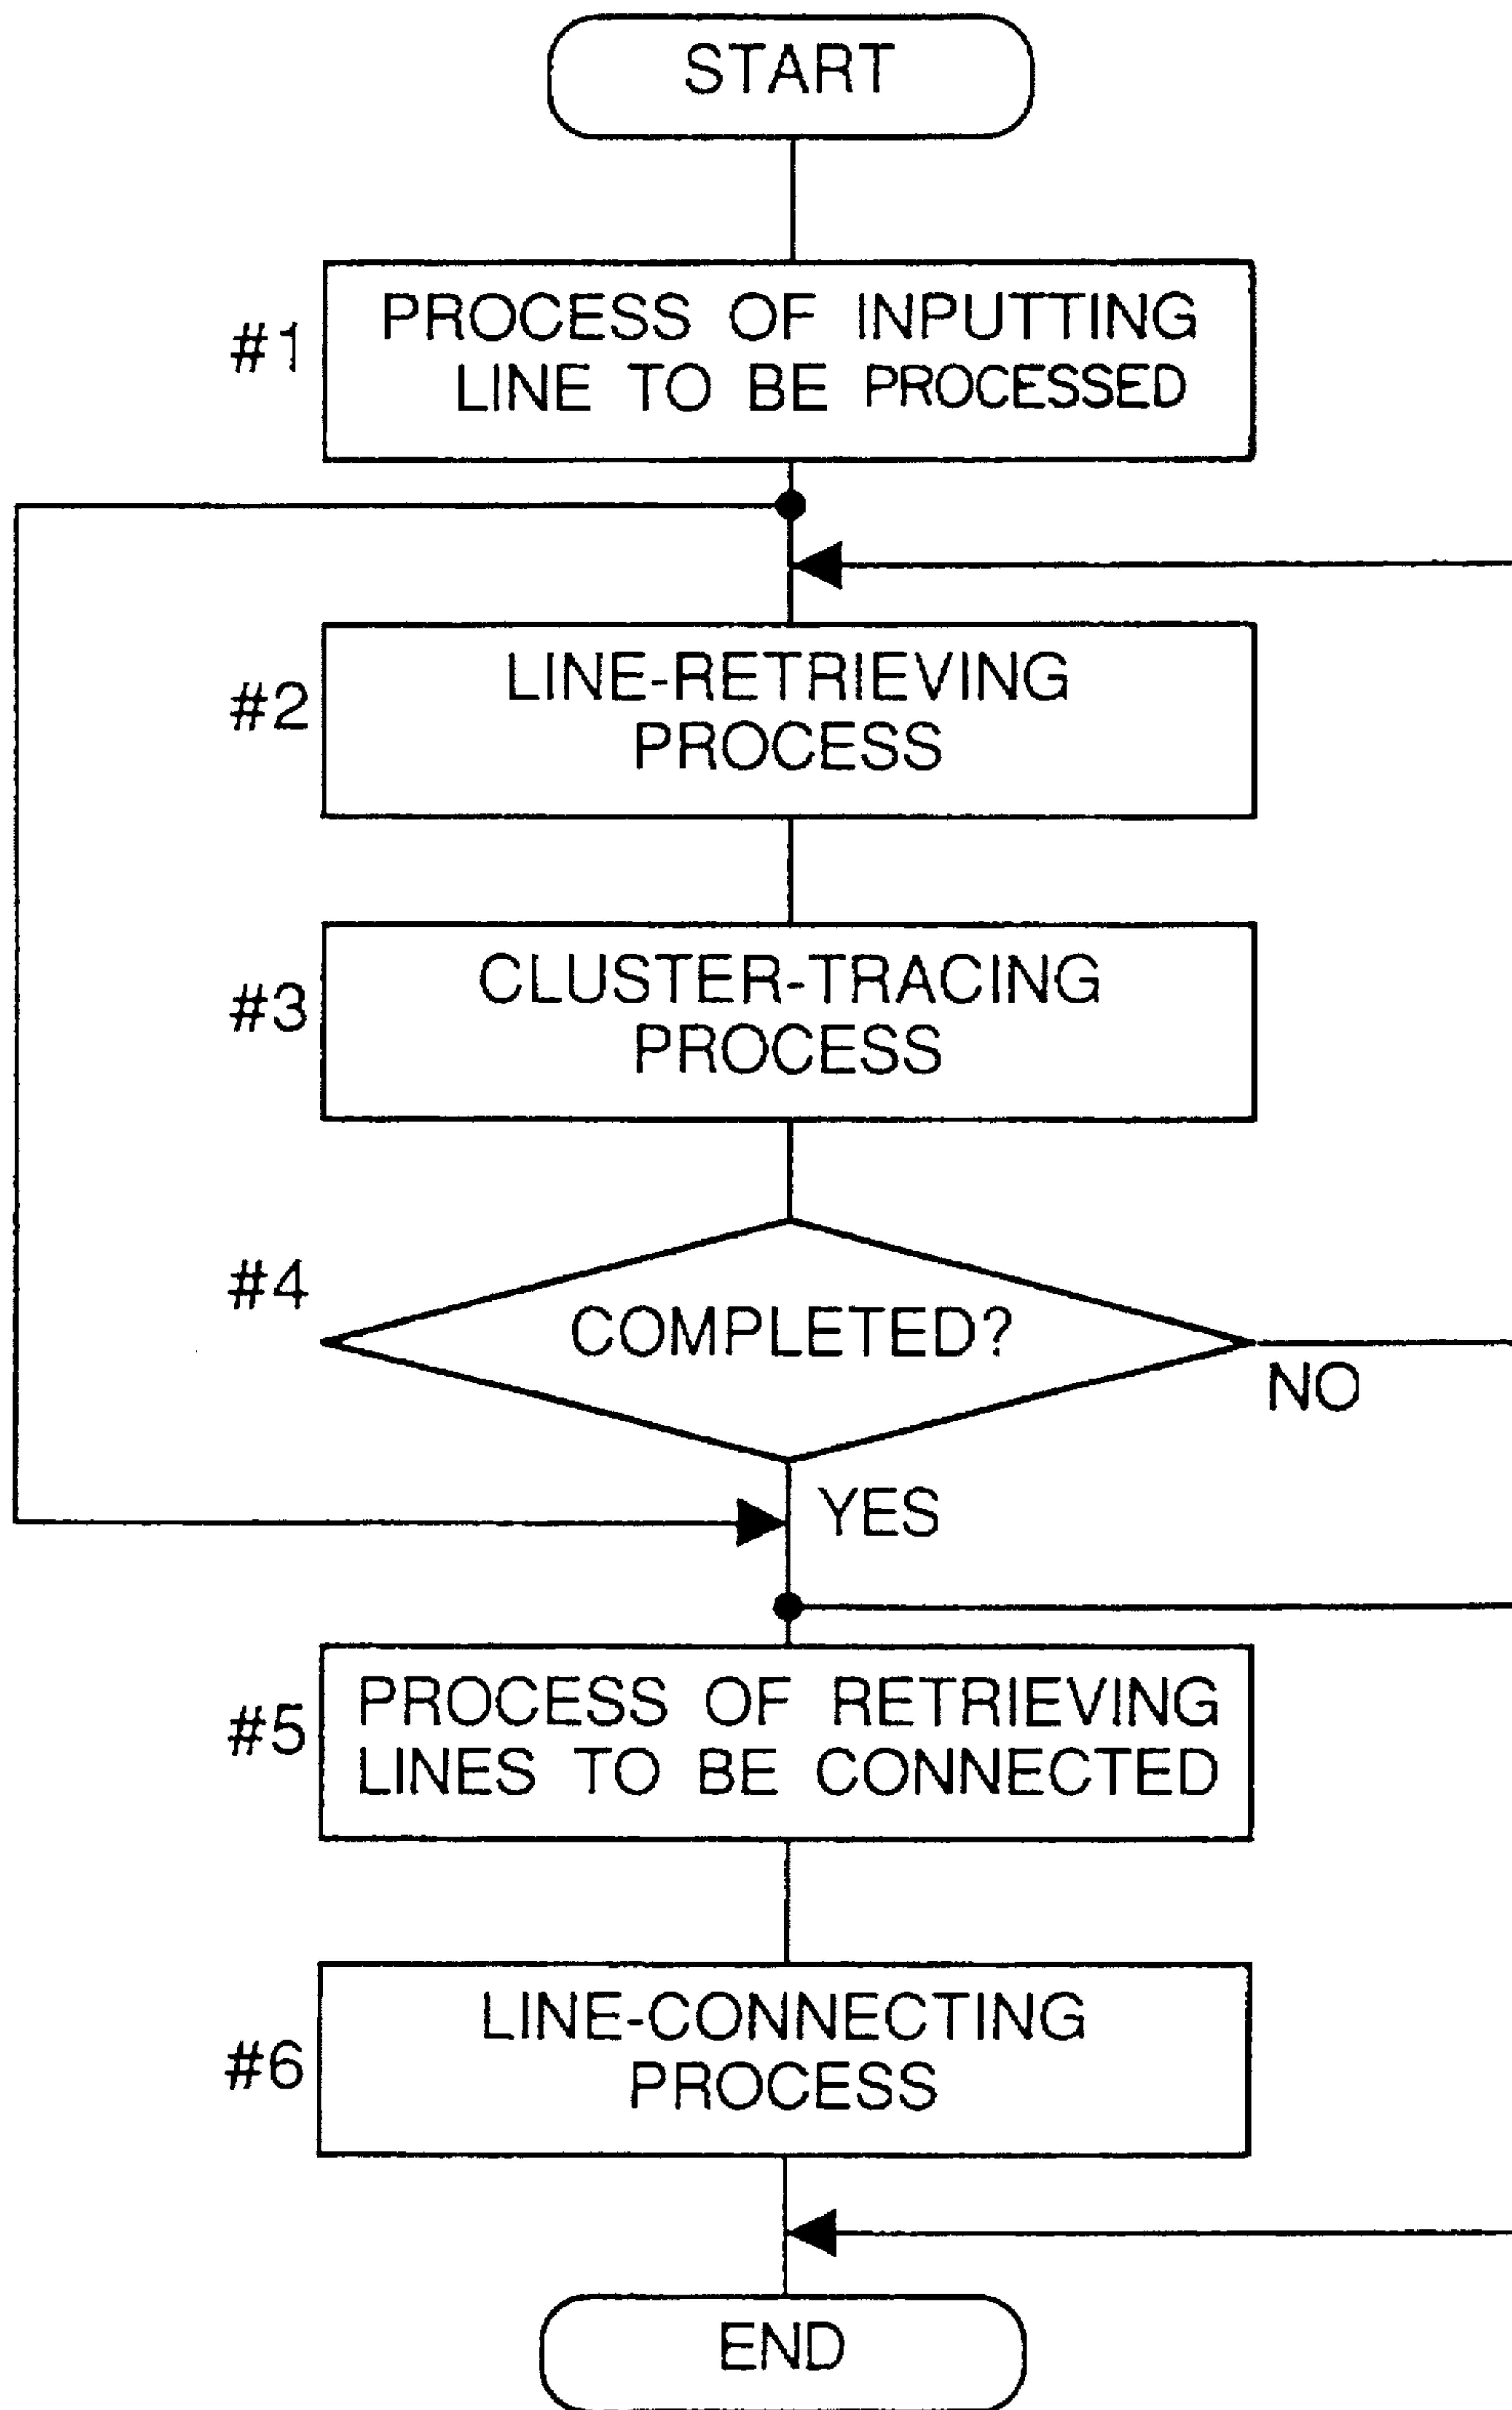 START
#1
PROCESS OF INPUTTING
LINE TO BE PROCESSED
#2
LINE-RETRIEVING
PROCESS
#3
CLUSTER-TRACING
PROCESS
#4
COMPLETED?
NO
YES
#5
PROCESS OF RETRIEVING
LINES TO BE CONNECTED
#6
LINE-CONNECTING
PROCESS
END